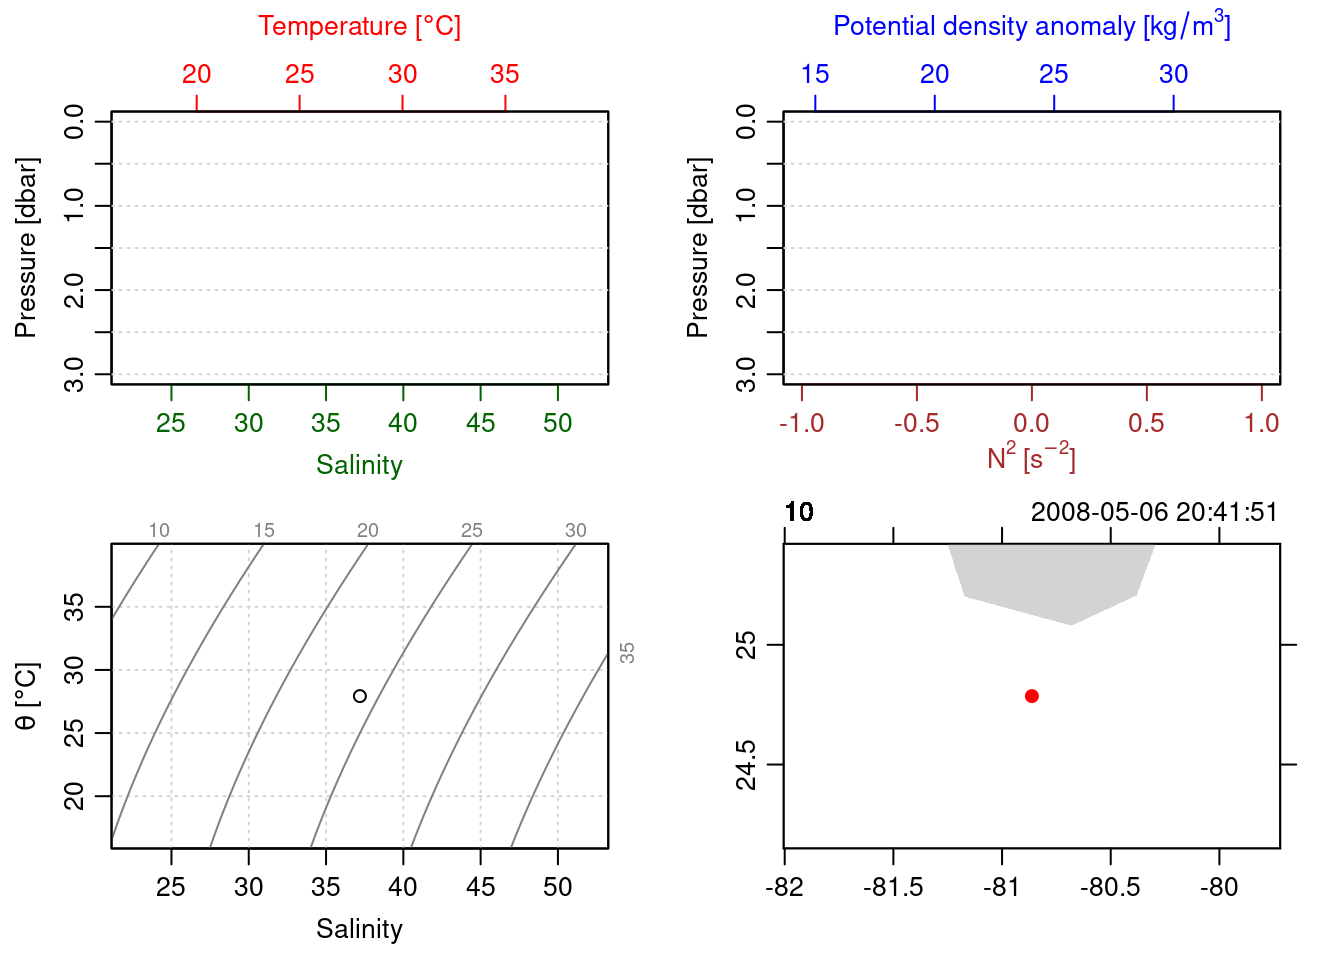 Temperature [°C]
20 25 30 35
Pressure [dbar]
0.0 1.0 2.0 3.0
25 30 35 40 45 50
Salinity
Potential density anomaly [kg/m³]
15 20 25 30
Pressure [dbar]
0.0 1.0 2.0 3.0
-1.0 -0.5 0.0 0.5 1.0
N² [s⁻²]
10 15 20 25 30
35
θ [°C]
35 30 25 20
25 30 35 40 45 50
Salinity
10 2008-05-06 20:41:51
25
24.5
-82 -81.5 -81 -80.5 -80